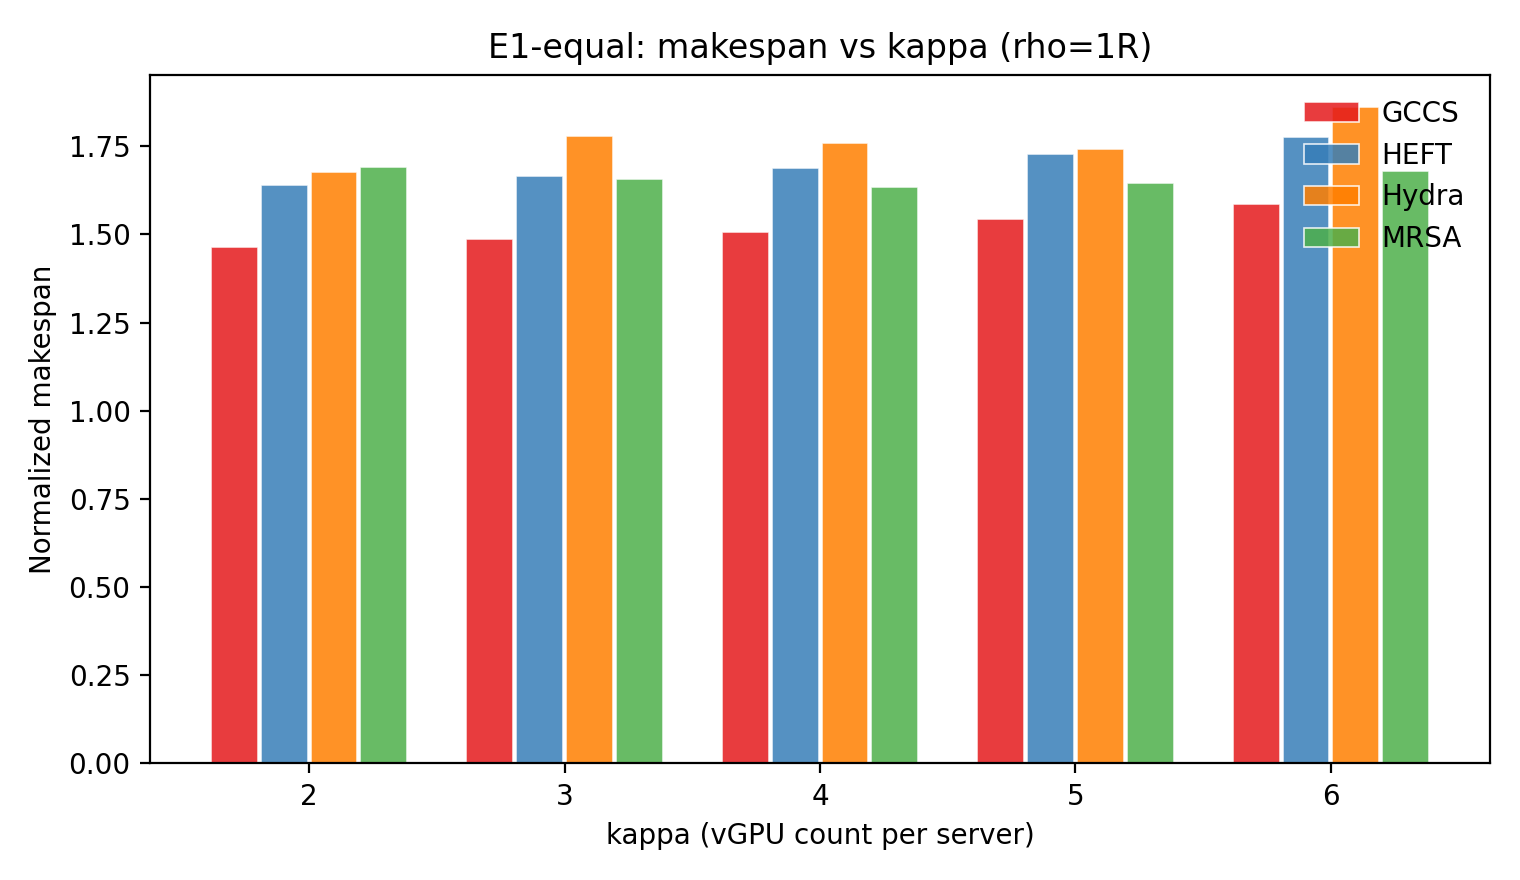 E1-equal: makespan vs kappa (rho=1R)
GCCS
HEFT
Hydra
MRSA
Normalized makespan
1.75
1.50
1.25
1.00
0.75
0.50
0.25
0.00
2 3 4 5 6
kappa (vGPU count per server)